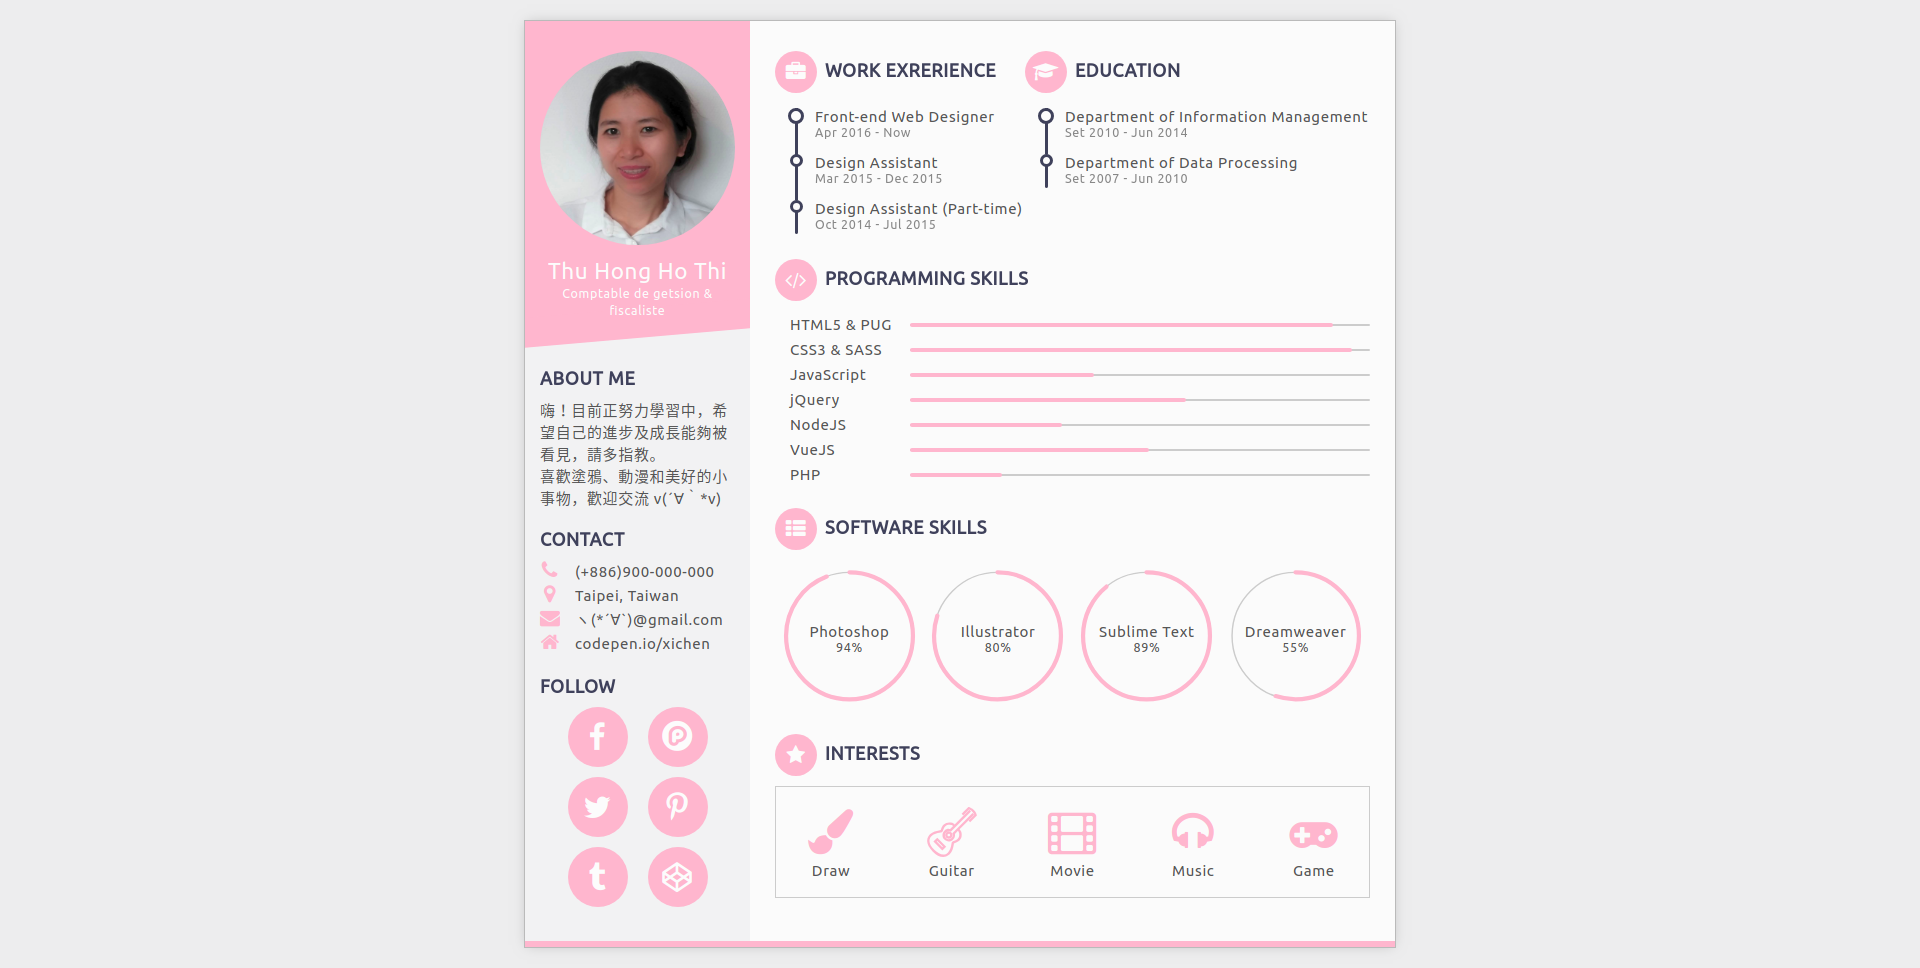 Thu Hong Ho Thi
Comptable de getsion &
fiscaliste
ABOUT ME
嗨！目前正努力學習中，希
望自己的進步及成長能夠被
看見，請多指教。
喜歡塗鴉、動漫和美好的小
事物，歡迎交流 v(´∀｀*v)
CONTACT
(+886)900-000-000
Taipei, Taiwan
ヽ(*´∀`)@gmail.com
codepen.io/xichen
FOLLOW
WORK EXRERIENCE
Front-end Web Designer
Apr 2016 - Now
Design Assistant
Mar 2015 - Dec 2015
Design Assistant (Part-time)
Oct 2014 - Jul 2015
EDUCATION
Department of Information Management
Set 2010 - Jun 2014
Department of Data Processing
Set 2007 - Jun 2010
PROGRAMMING SKILLS
HTML5 & PUG
CSS3 & SASS
JavaScript
jQuery
NodeJS
VueJS
PHP
SOFTWARE SKILLS
Photoshop
94%
Illustrator
80%
Sublime Text
89%
Dreamweaver
55%
INTERESTS
Draw
Guitar
Movie
Music
Game